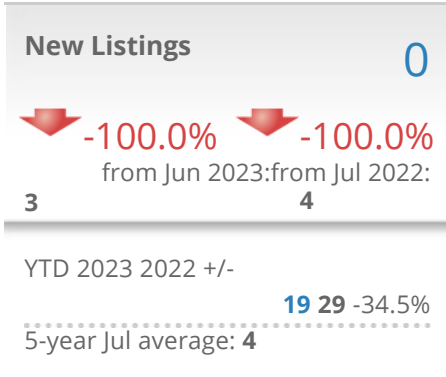 New Listings 0
-100.0% -100.0%
from Jun 2023:from Jul 2022:
3 4
YTD 2023 2022 +/-
19 29 -34.5%
5-year Jul average: 4